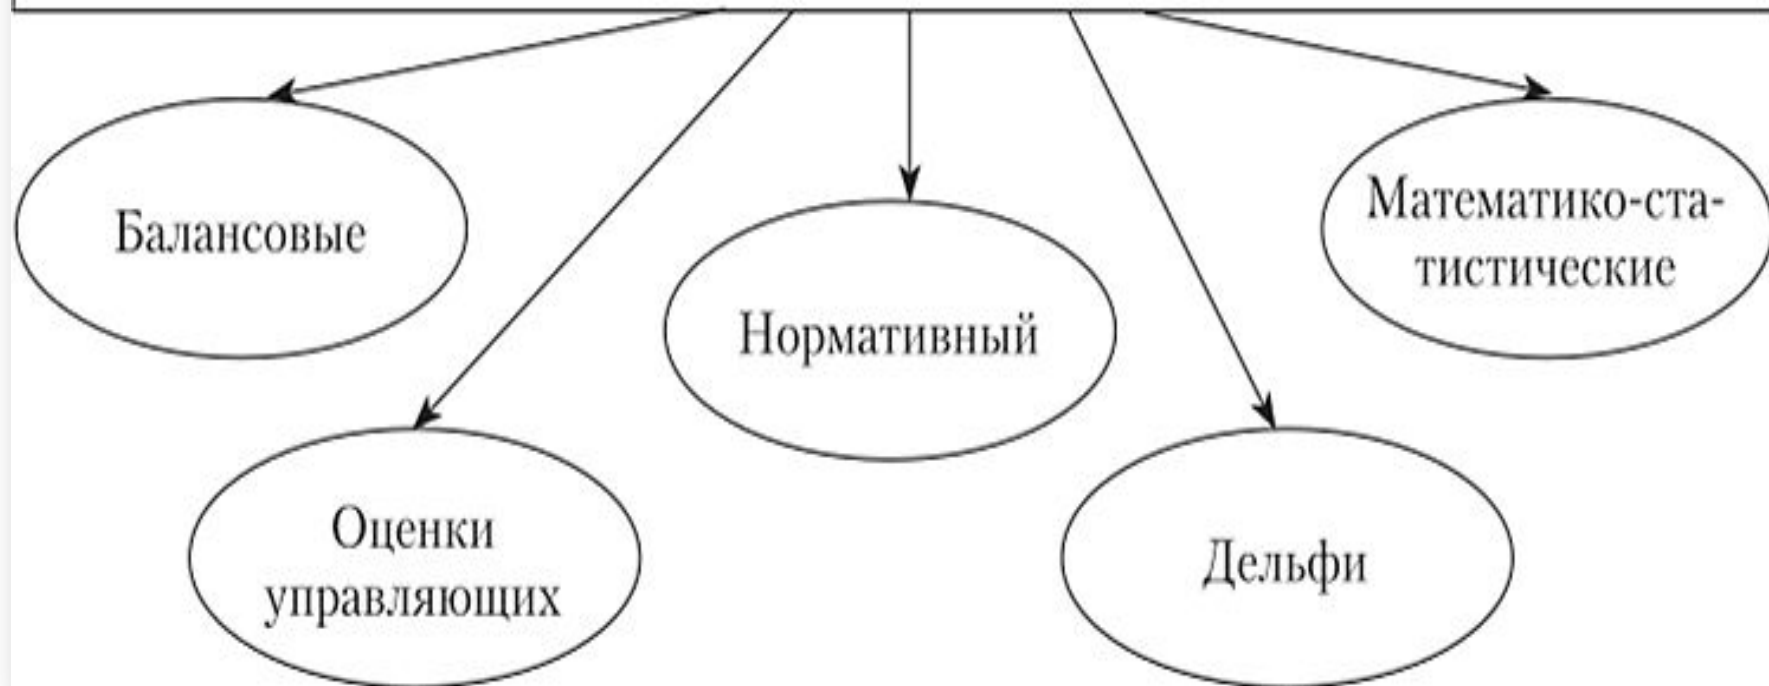 Балансовые
Математико-ста-
тистические
Нормативный
Оценки
управляющих
Дельфи